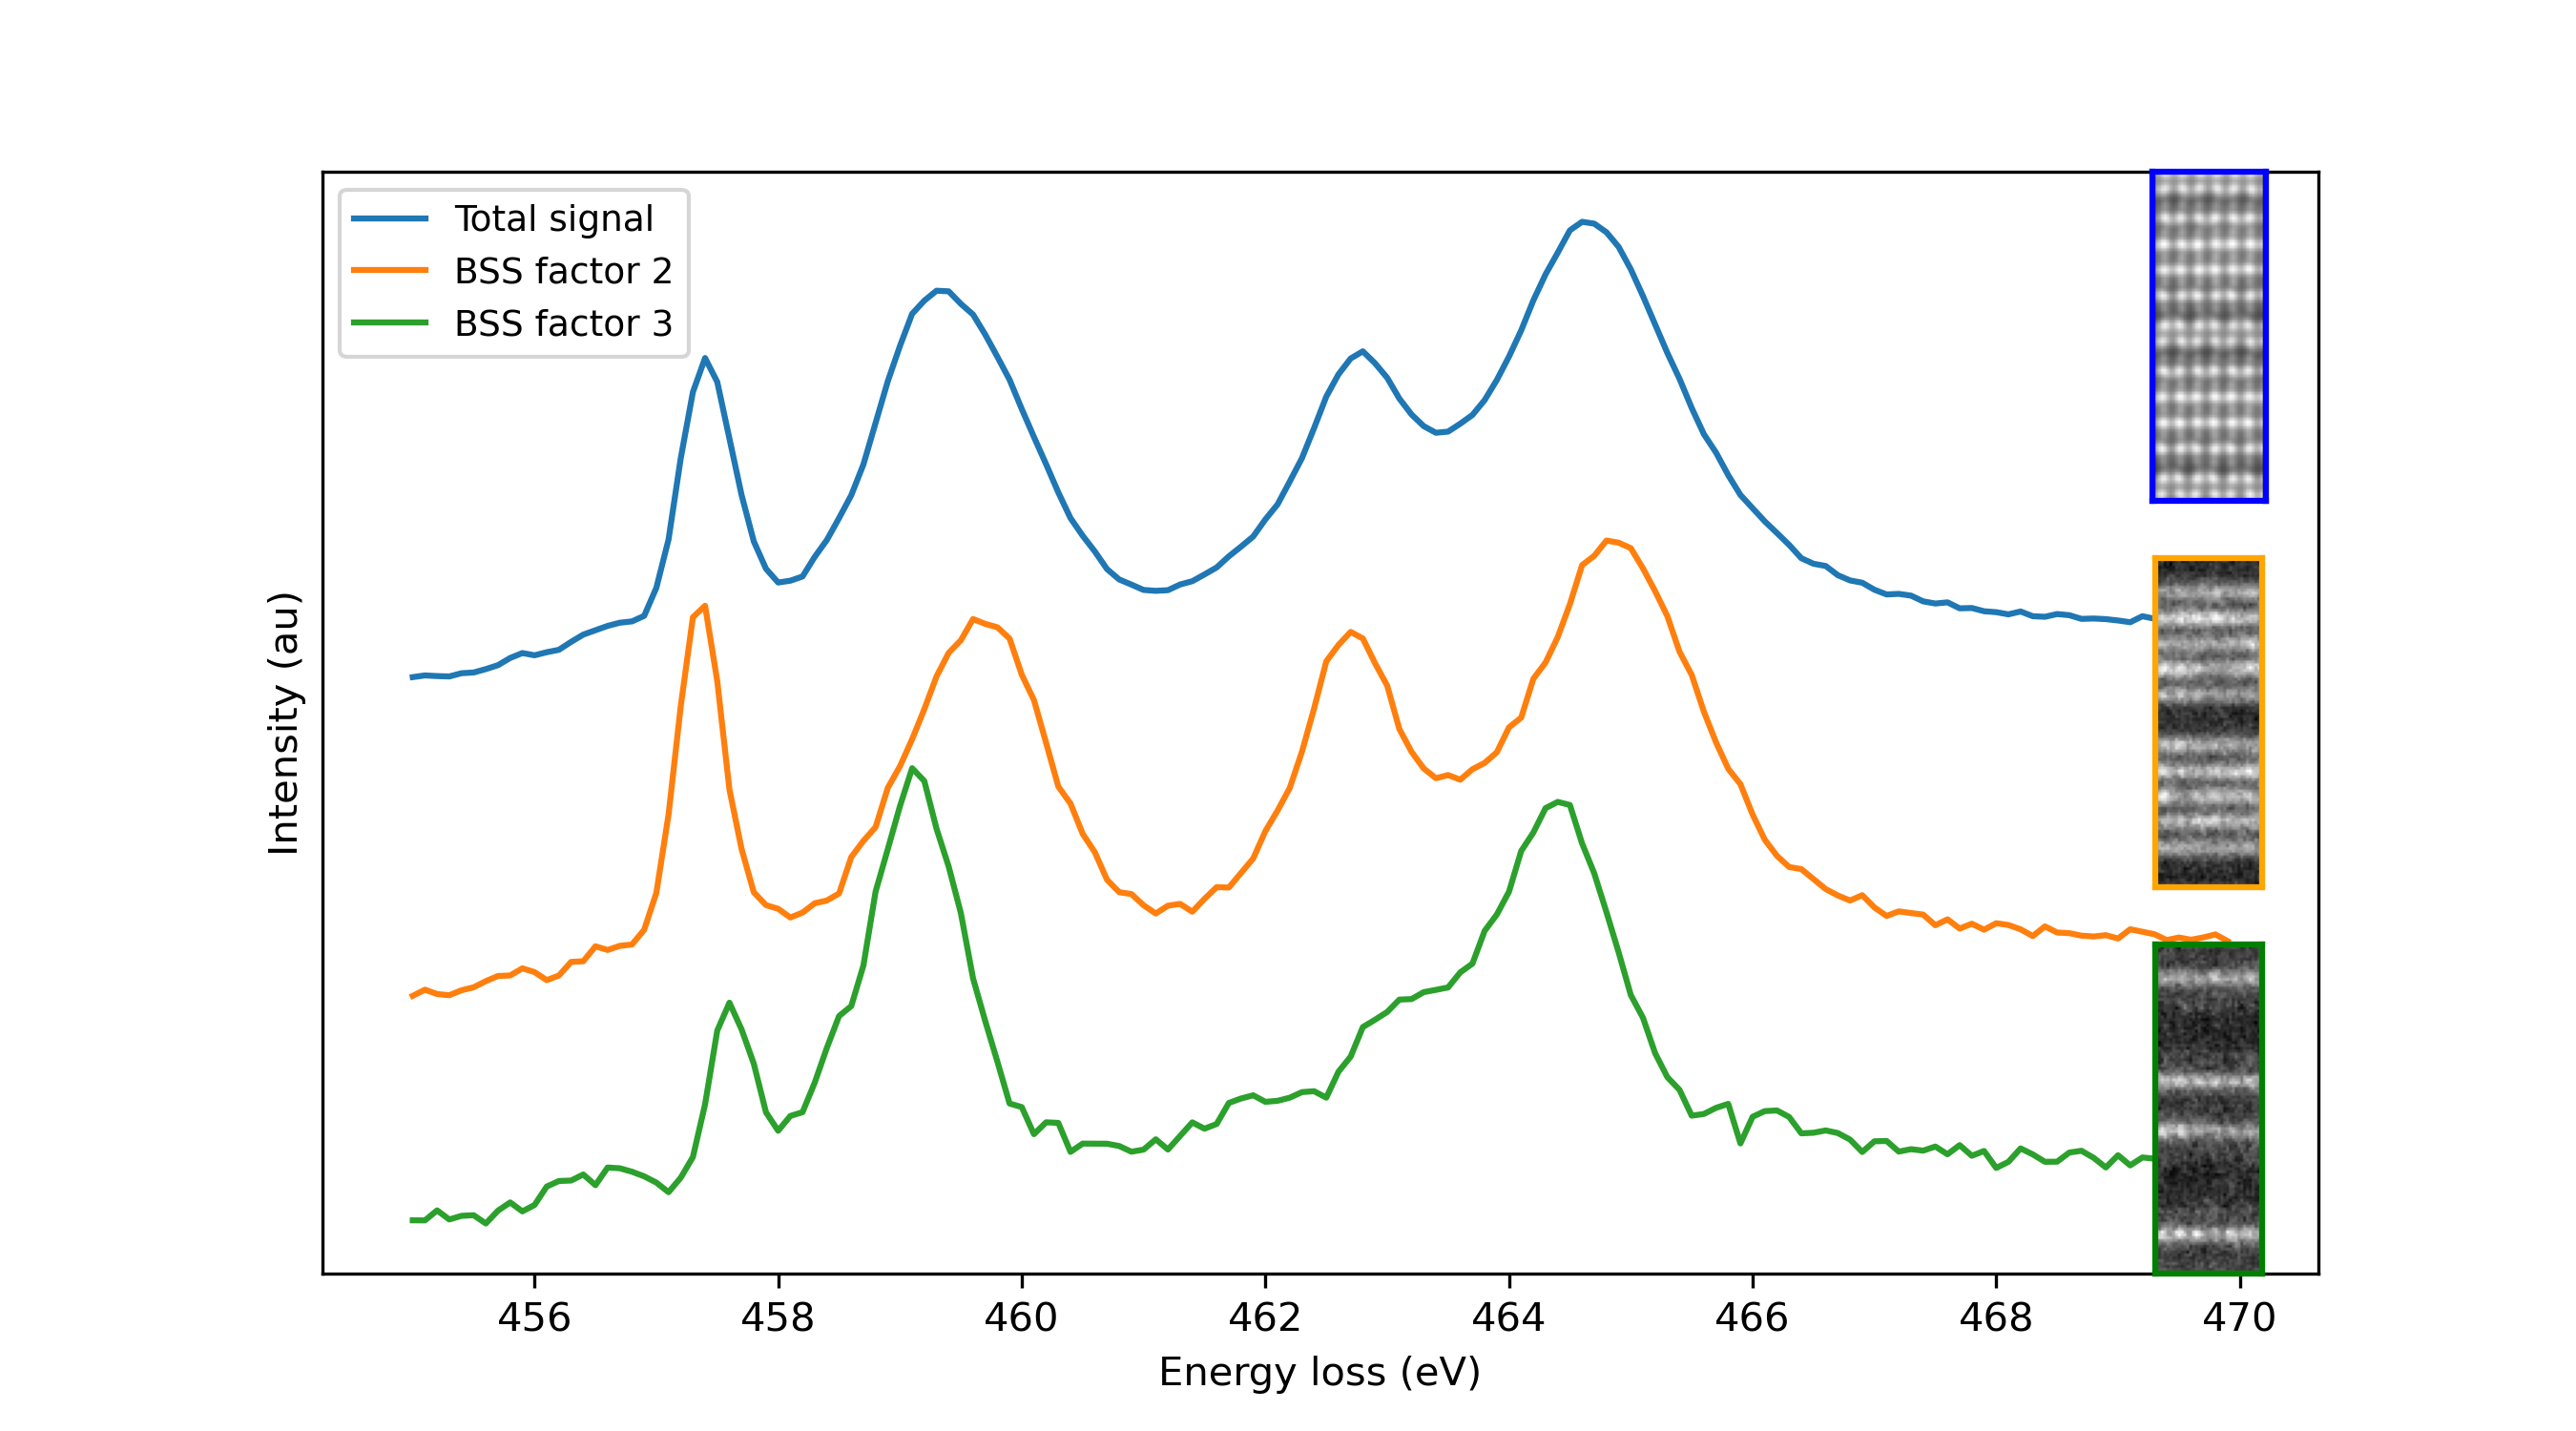 Total signal
BSS factor 2
BSS factor 3
Intensity (au)
456 458 460 462 464 466 468 470
Energy loss (eV)